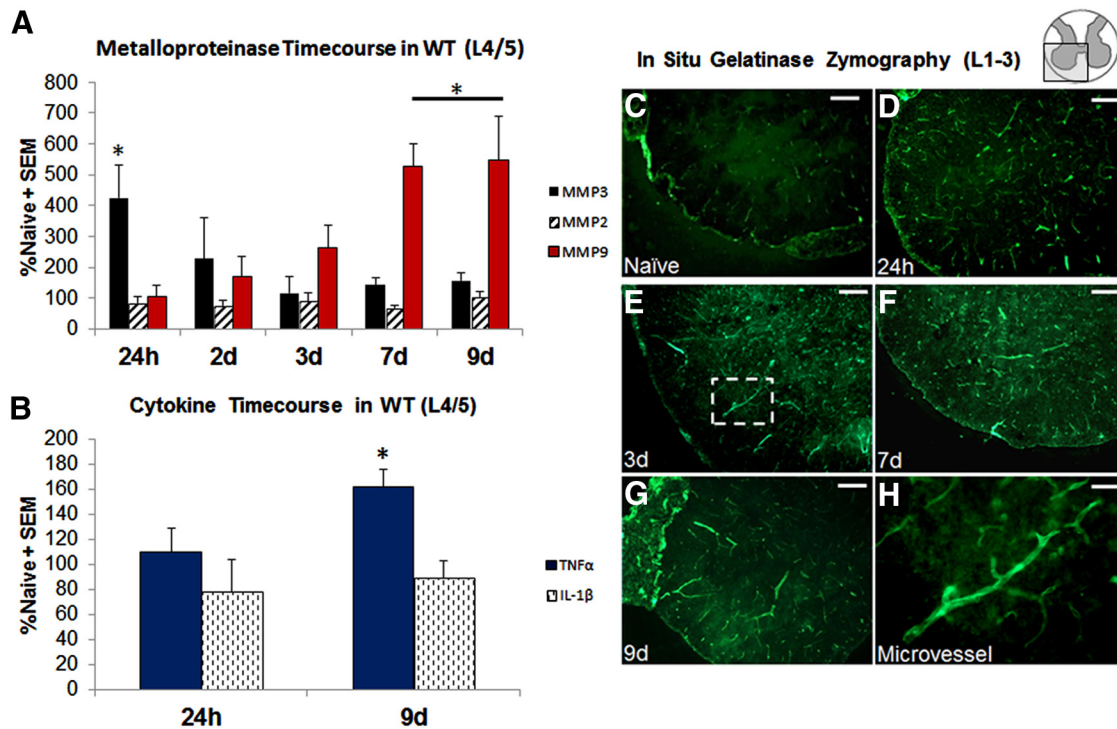 A
Metalloproteinase Timecourse in WT (L4/5)
%Naive + SEM
800
700
600
500
400
300
200
100
0
*
*
24h 2d 3d 7d 9d
MMP3
MMP2
MMP9
B
Cytokine Timecourse in WT (L4/5)
%Naive + SEM
200
180
160
140
120
100
80
60
40
20
0
*
24h 9d
TNFα
IL-1β
In Situ Gelatinase Zymography (L1-3)
C
Naïve
D
24h
E
3d
F
7d
G
9d
H
Microvessel